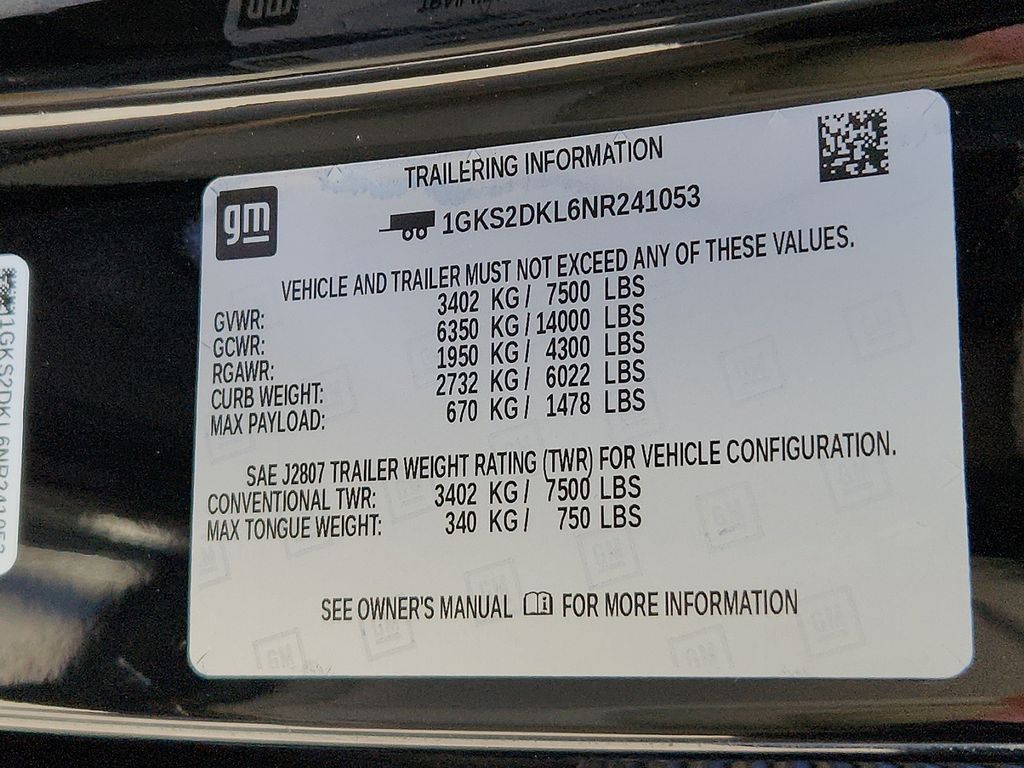 gm
TRAILERING INFORMATION
1GKS2DKL6NR241053
VEHICLE AND TRAILER MUST NOT EXCEED ANY OF THESE VALUES.
GVWR: 3402 KG / 7500 LBS
GCWR: 6350 KG / 14000 LBS
RGAWR: 1950 KG / 4300 LBS
CURB WEIGHT: 2732 KG / 6022 LBS
MAX PAYLOAD: 670 KG / 1478 LBS
SAE J2807 TRAILER WEIGHT RATING (TWR) FOR VEHICLE CONFIGURATION.
CONVENTIONAL TWR: 3402 KG / 7500 LBS
MAX TONGUE WEIGHT: 340 KG / 750 LBS
SEE OWNER'S MANUAL FOR MORE INFORMATION
1GKS2DKL6NR241053